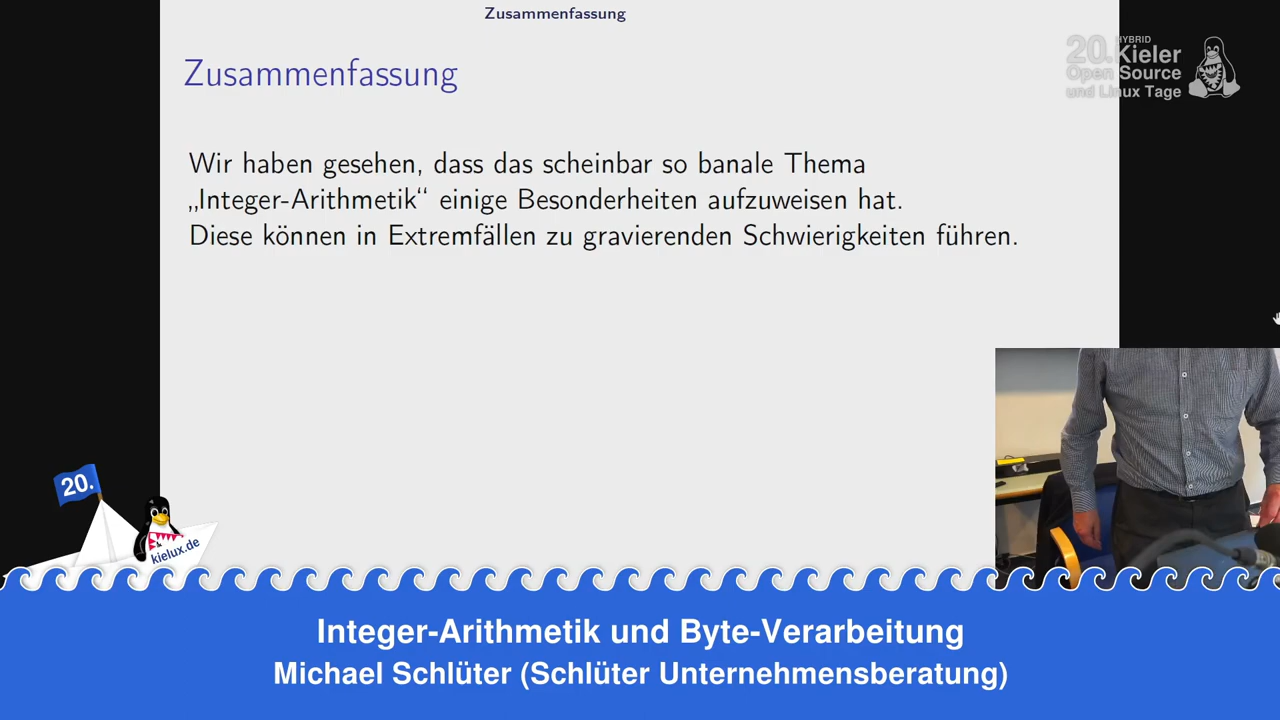 Zusammenfassung
Zusammenfassung
Wir haben gesehen, dass das scheinbar so banale Thema
„Integer-Arithmetik“ einige Besonderheiten aufzuweisen hat.
Diese können in Extremfällen zu gravierenden Schwierigkeiten führen.
HYBRID
20. Kieler
Open Source
und Linux Tage
20.
kielux.de
Integer-Arithmetik und Byte-Verarbeitung
Michael Schlüter (Schlüter Unternehmensberatung)